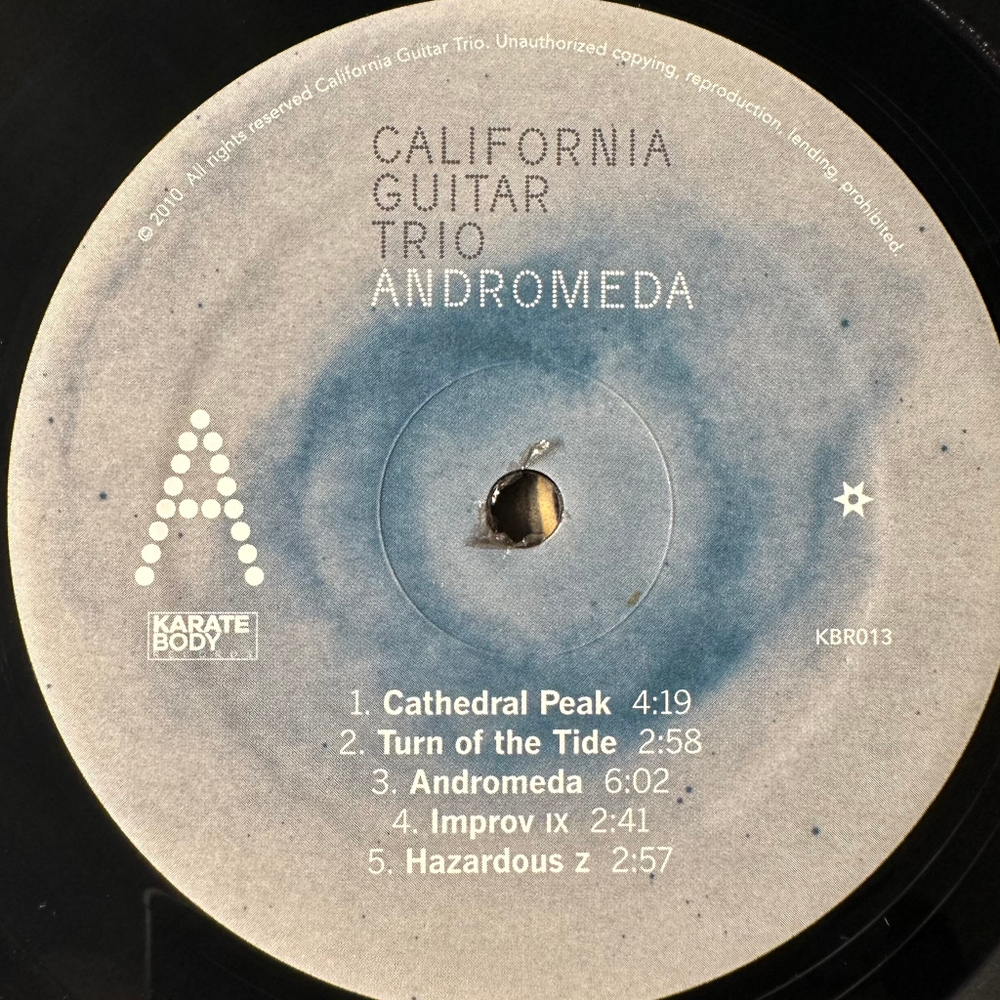 © 2010 All rights reserved California Guitar Trio. Unauthorized copying, reproduction, lending, prohibited
CALIFORNIA
GUITAR
TRIO
ANDROMEDA
A
KARATE
BODY
KBR013
1. Cathedral Peak 4:19
2. Turn of the Tide 2:58
3. Andromeda 6:02
4. Improv IX 2:41
5. Hazardous z 2:57